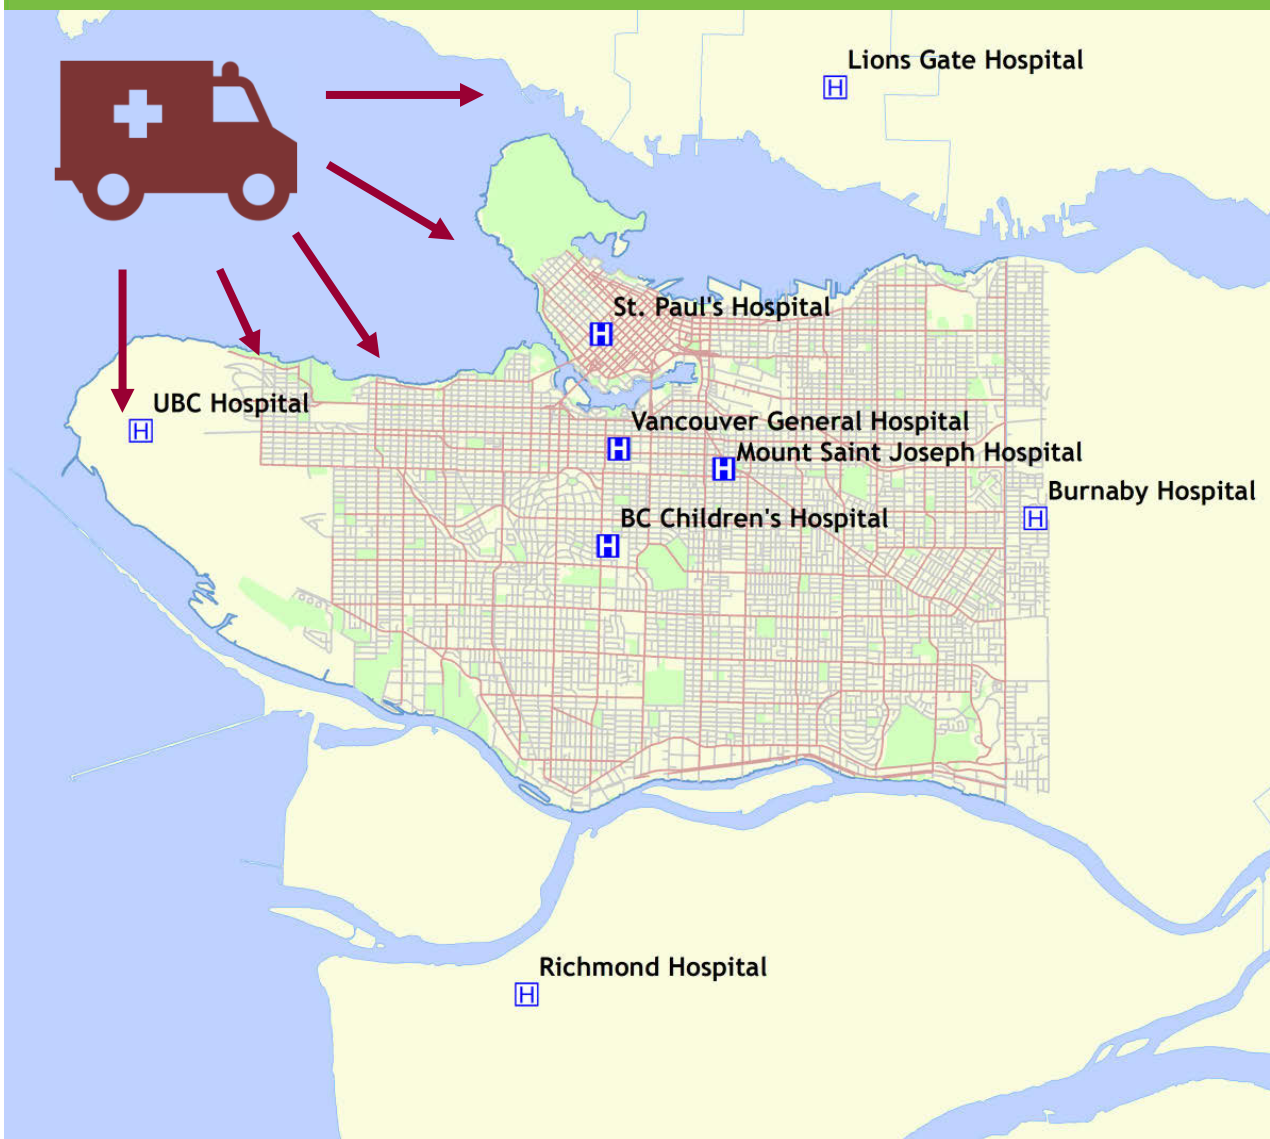 Lions Gate Hospital
H
St. Paul's Hospital
H
UBC Hospital
H
Vancouver General Hospital
H
Mount Saint Joseph Hospital
H
Burnaby Hospital
H
BC Children's Hospital
H
Richmond Hospital
H